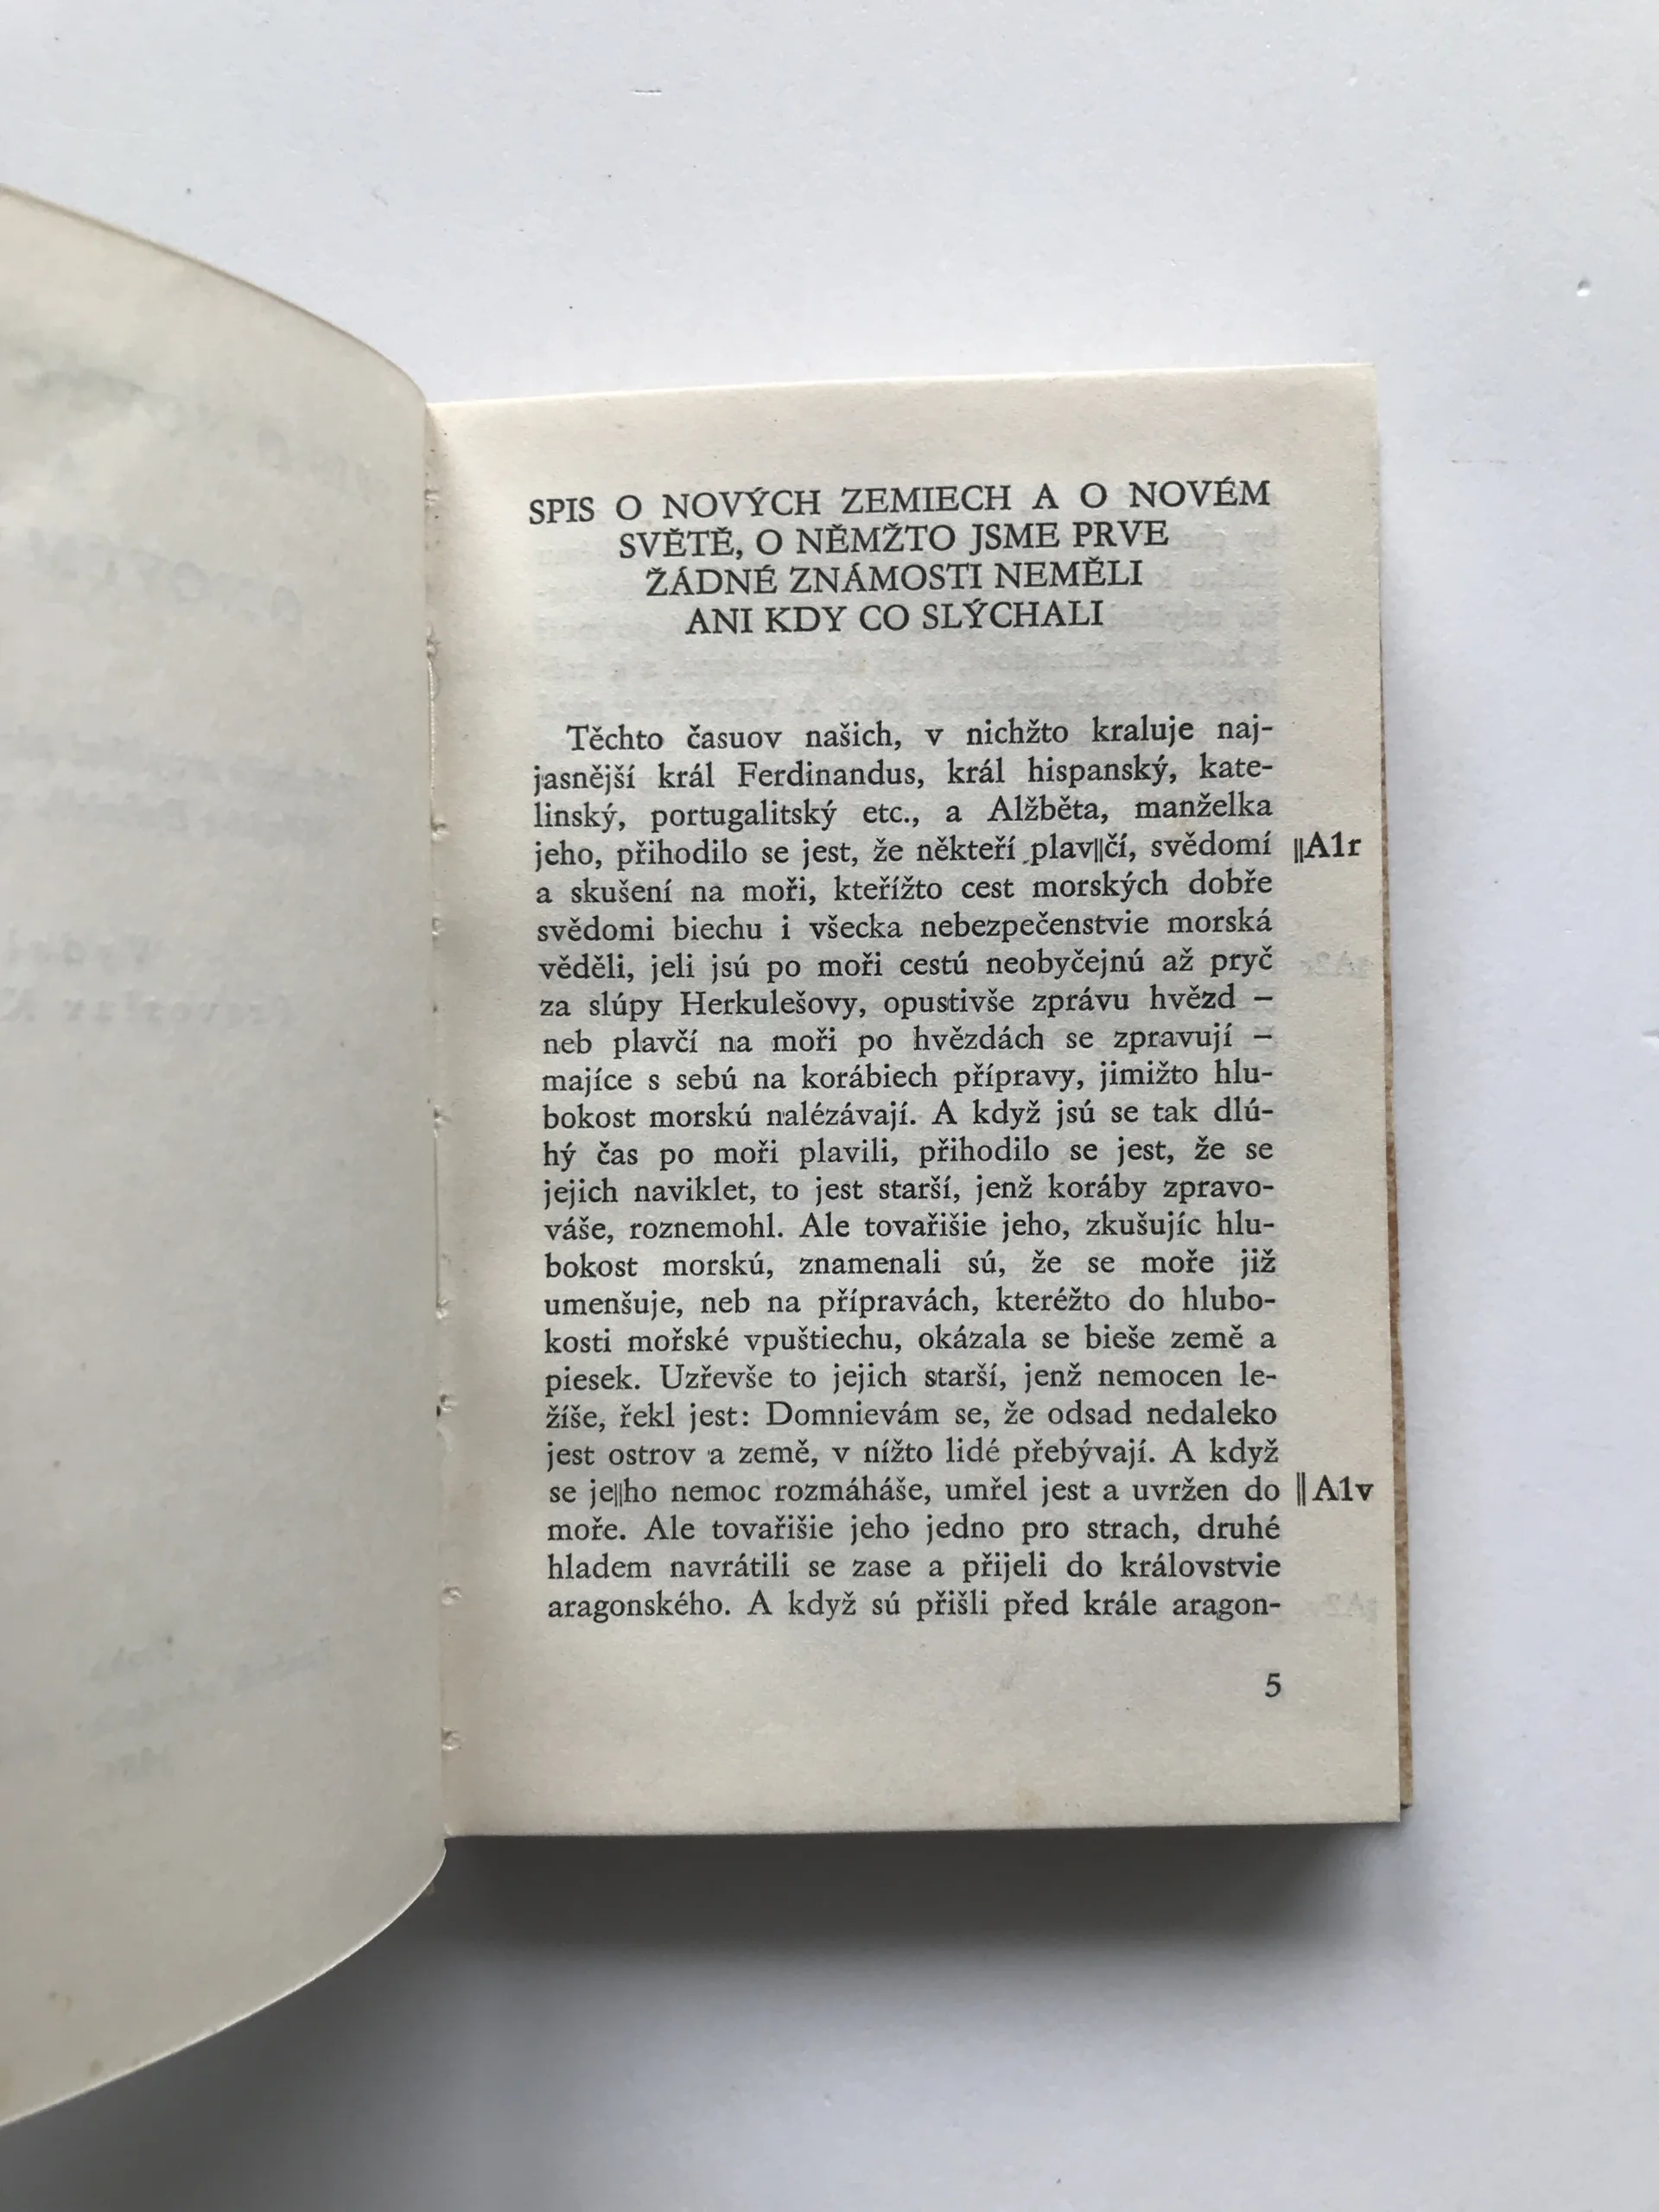 SPIS O NOVÝCH ZEMIECH A O NOVÉM
SVĚTĚ, O NĚMŽTO JSME PRVE
ŽÁDNÉ ZNÁMOSTI NEMĚLI
ANI KDY CO SLÝCHALI
Těchto časuov našich, v nichžto kraluje naj-
jasnější král Ferdinandus, král hispanský, kate-
linský, portugalitský etc., a Alžběta, manželka
jeho, přihodilo se jest, že někteří plav||čí, svědomí ||A1r
a skušení na moři, kteřížto cest morských dobře
svědomi biechu i všecka nebezpečenstvie morská
věděli, jeli jsú po moři cestú neobyčejnú až pryč
za slúpy Herkulešovy, opustivše zprávu hvězd –
neb plavčí na moři po hvězdách se zpravují –
majíce s sebú na korábiech přípravy, jimižto hlu-
bokost morskú nalézávají. A když jsú se tak dlú-
hý čas po moři plavili, přihodilo se jest, že se
jejich naviklet, to jest starší, jenž koráby zpravo-
váše, roznemohl. Ale tovařišie jeho, zkušujíc hlu-
bokost morskú, znamenali sú, že se moře již
umenšuje, neb na přípravách, kteréžto do hlubo-
kosti mořské vpuštiechu, okázala se bieše země a
piesek. Uzřevše to jejich starší, jenž nemocen le-
žíše, řekl jest: Domnievám se, že odsad nedaleko
jest ostrov a země, v nížto lidé přebývají. A když
se je||ho nemoc rozmáháše, umřel jest a uvržen do ||A1v
moře. Ale tovařišie jeho jedno pro strach, druhé
hladem navrátili se zase a přijeli do královstvie
aragonského. A když sú přišli před krále aragon-
5